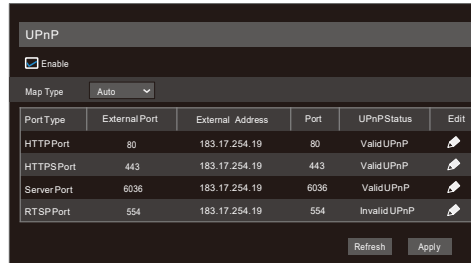 UPnP
Enable
Map Type Auto
Port Type External Port External Address Port UPnP Status Edit
HTTP Port 80 183.17.254.19 80 Valid UPnP
HTTPS Port 443 183.17.254.19 443 Valid UPnP
Server Port 6036 183.17.254.19 6036 Valid UPnP
RTSP Port 554 183.17.254.19 554 Invalid UPnP
Refresh Apply